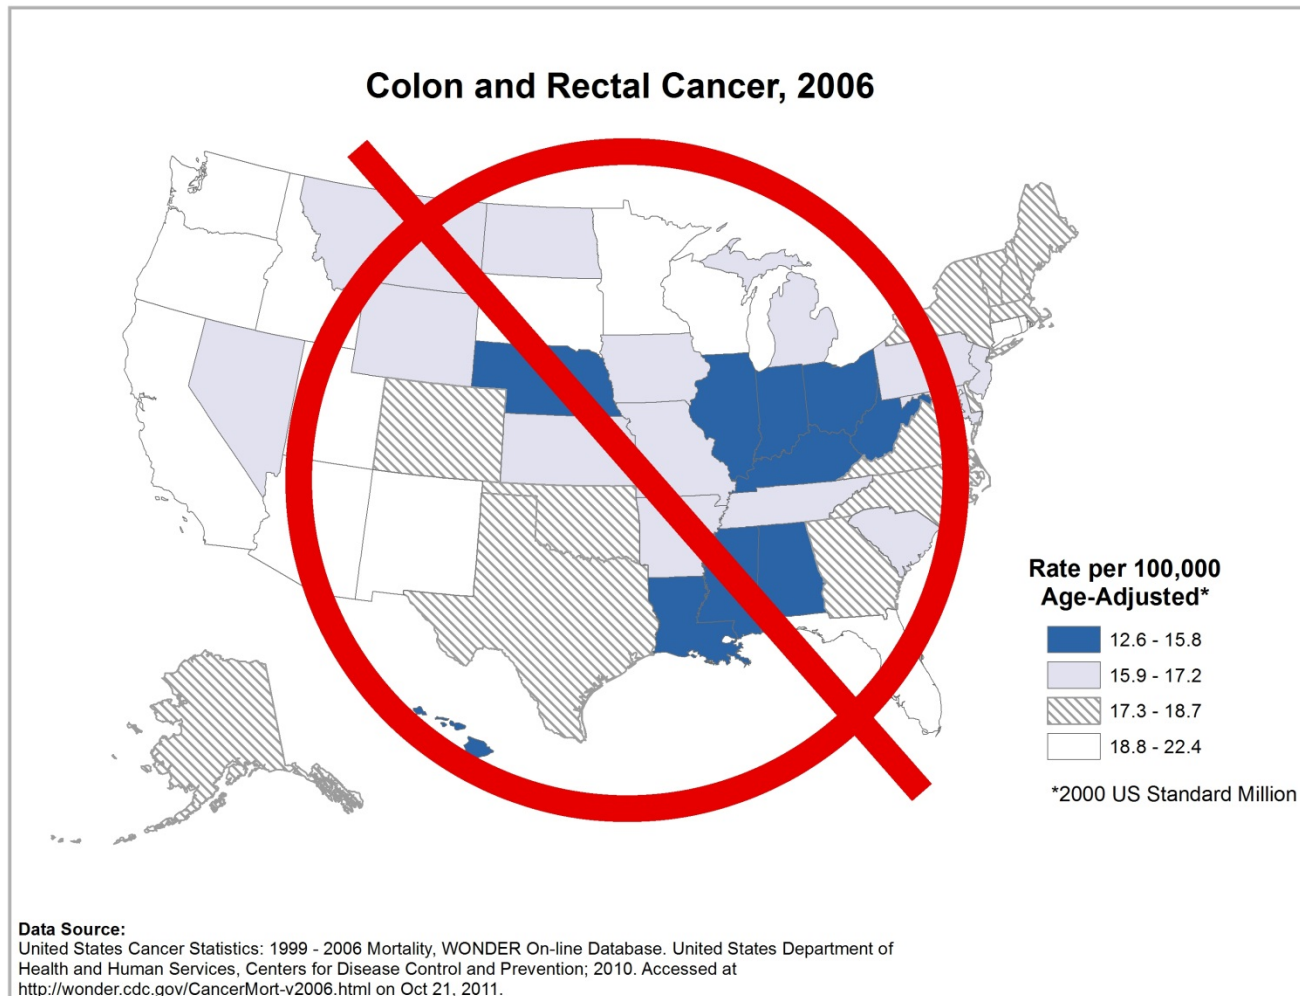 Colon and Rectal Cancer, 2006
Rate per 100,000
Age-Adjusted*
12.6 - 15.8
15.9 - 17.2
17.3 - 18.7
18.8 - 22.4
*2000 US Standard Million
Data Source:
United States Cancer Statistics: 1999 - 2006 Mortality, WONDER On-line Database. United States Department of
Health and Human Services, Centers for Disease Control and Prevention; 2010. Accessed at
http://wonder.cdc.gov/CancerMort-v2006.html on Oct 21, 2011.